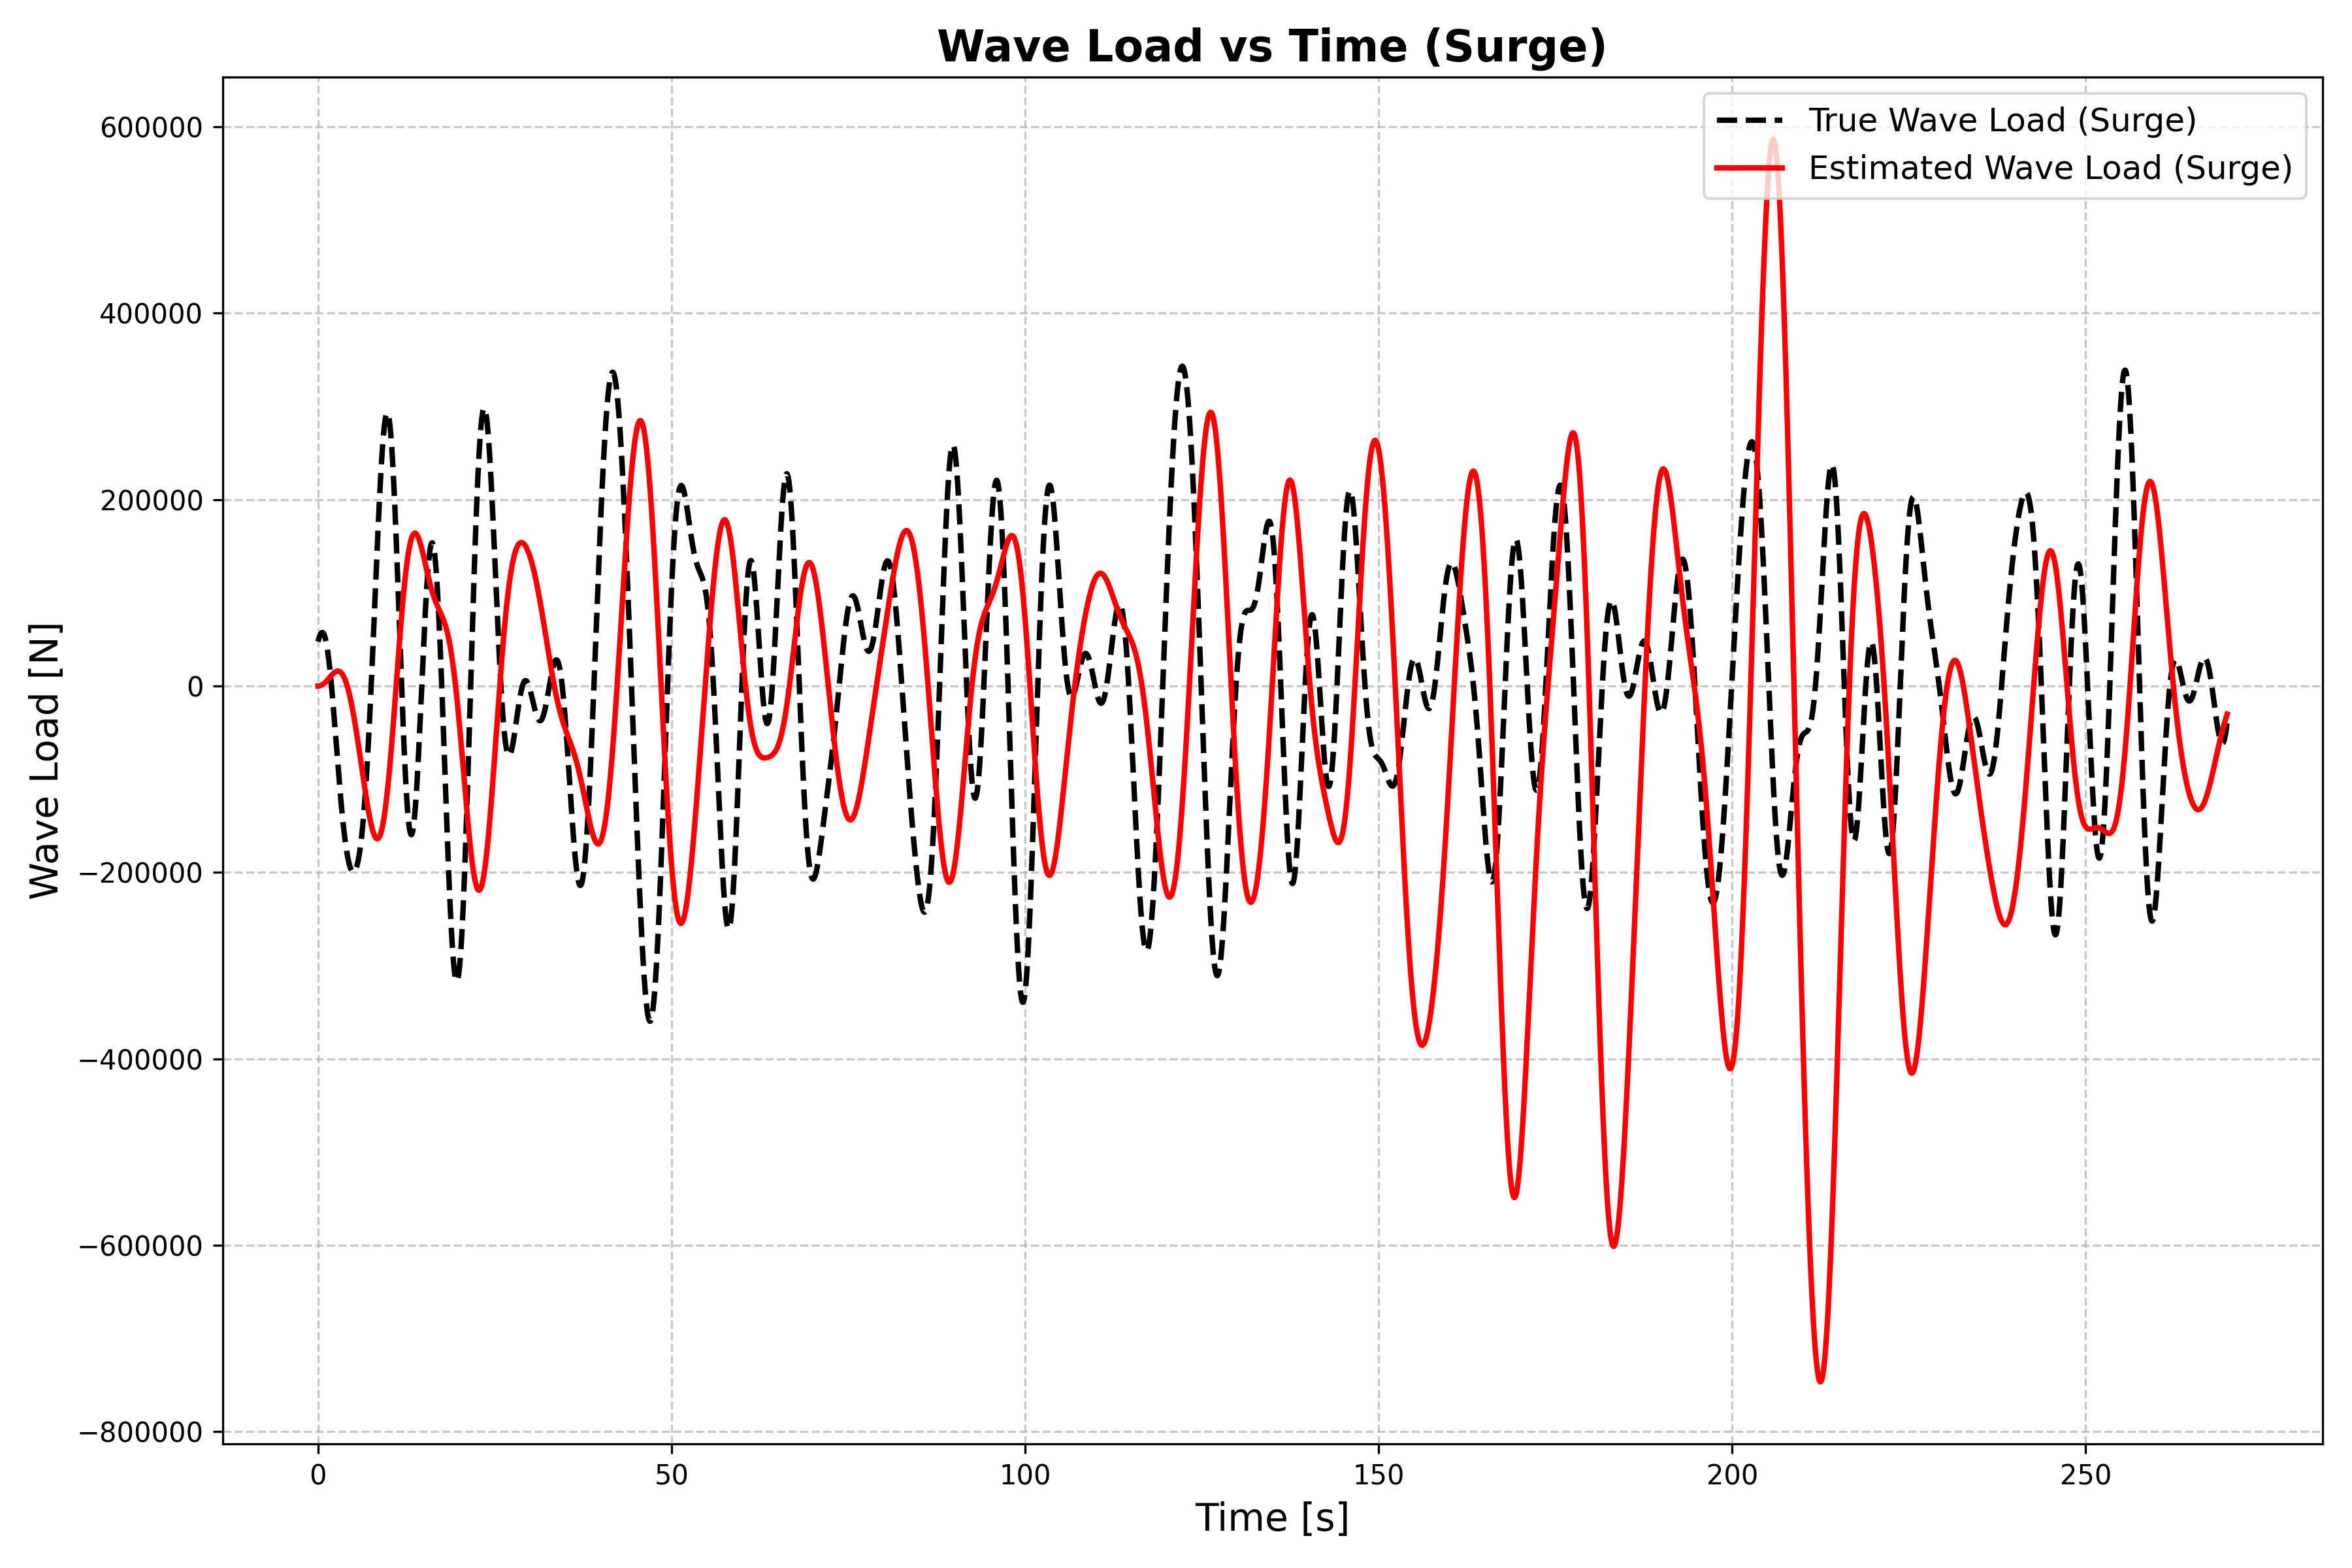 Wave Load vs Time (Surge)
True Wave Load (Surge)
Estimated Wave Load (Surge)
Wave Load [N]
600000
400000
200000
0
−200000
−400000
−600000
−800000
0 50 100 150 200 250
Time [s]